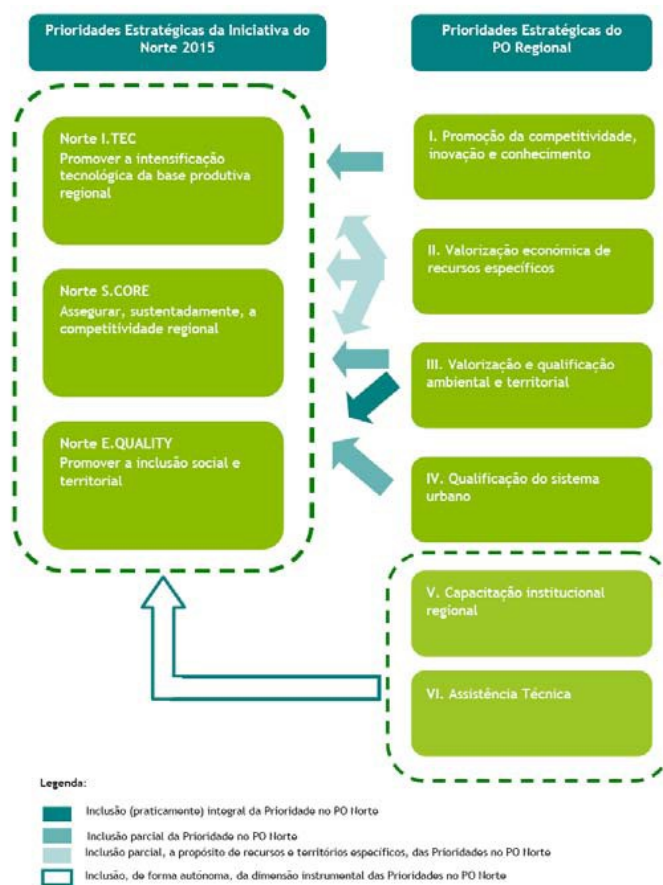 Prioridades Estratégicas da Iniciativa do
Norte 2015
Prioridades Estratégicas do
PO Regional
Norte I.TEC
Promover a intensificação
tecnológica da base produtiva
regional
Norte S.CORE
Assegurar, sustentadamente, a
competitividade regional
Norte E.QUALITY
Promover a inclusão social e
territorial
I. Promoção da competitividade,
inovação e conhecimento
II. Valorização económica de
recursos específicos
III. Valorização e qualificação
ambiental e territorial
IV. Qualificação do sistema
urbano
V. Capacitação institucional
regional
VI. Assistência Técnica
Legenda:
Inclusão (praticamente) integral da Prioridade no PO Norte
Inclusão parcial da Prioridade no PO Norte
Inclusão parcial, a propósito de recursos e territórios específicos, das Prioridades no PO Norte
Inclusão, de forma autónoma, da dimensão instrumental das Prioridades no PO Norte